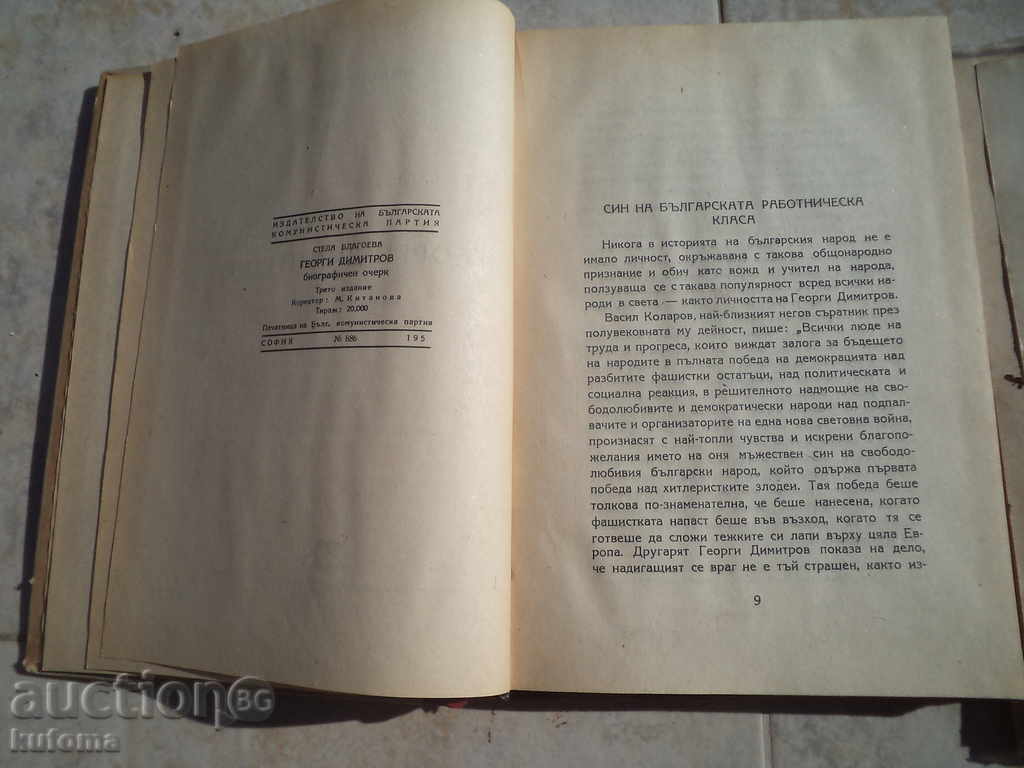 ИЗДАТЕЛСТВО НА БЪЛГАРСКАТА
КОМУНИСТИЧЕСКА ПАРТИЯ
СТЕЛА БЛАГОЕВА
ГЕОРГИ ДИМИТРОВ
биографичен очерк
Трето издание
Коректор: М. Китанова
Тираж: 20,000
Печатница на Бълг. комунистическа партия
СОФИЯ № 686 195
СИН НА БЪЛГАРСКАТА РАБОТНИЧЕСКА
КЛАСА
Никога в историята на българския народ не е
имало личност, окръжавана с такова общонародно
признание и обич като вожд и учител на народа,
ползуваща се с такава популярност всред всички на-
роди в света — както личността на Георги Димитров.
Васил Коларов, най-близкият негов съратник през
полувековната му дейност, пише: „Всички люде на
труда и прогреса, които виждат залога за бъдещето
на народите в пълната победа на демокрацията над
разбитите фашистки остатъци, над политическата и
социална реакция, в решителното надмощие на сво-
бодолюбивите и демократически народи над подпал-
вачите и организаторите на една нова световна война,
произнасят с най-топли чувства и искрени благопо-
желания името на оня мъжествен син на свободо-
любивия български народ, който одържа първата
победа над хитлеристките злодеи. Тая победа беше
толкова по-знаменателна, че беше нанесена, когато
фашистката напаст беше във възход, когато тя се
готвеше да сложи тежките си лапи върху цяла Ев-
ропа. Другарят Георги Димитров показа на дело,
че надигащият се враг не е тъй страшен, както из-
9
auction BG
kufoma